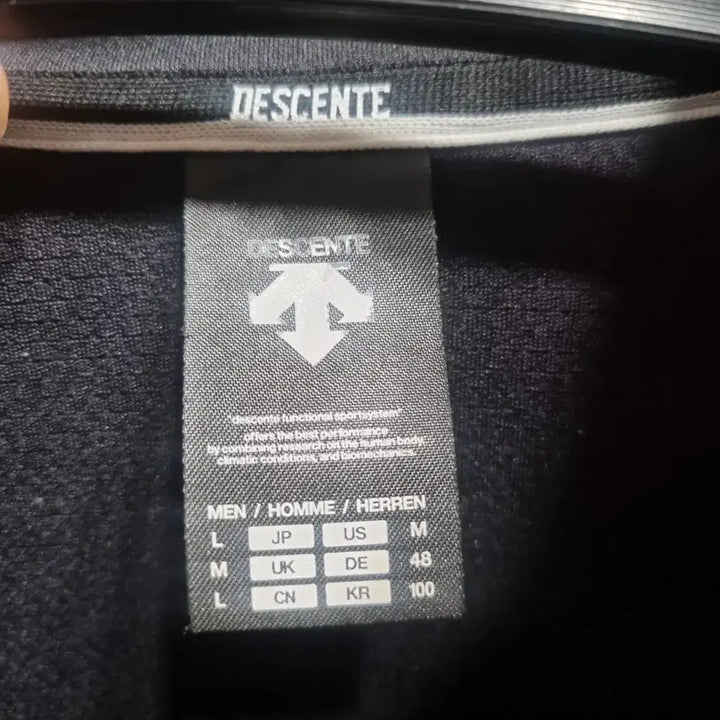 DESCENTE
DESCENTE
"descente functional sportsystem"
offers the best performance
by combining research on the human body,
climatic conditions, and biomechanics.
MEN / HOMME / HERREN
L JP US M
M UK DE 48
L CN KR 100